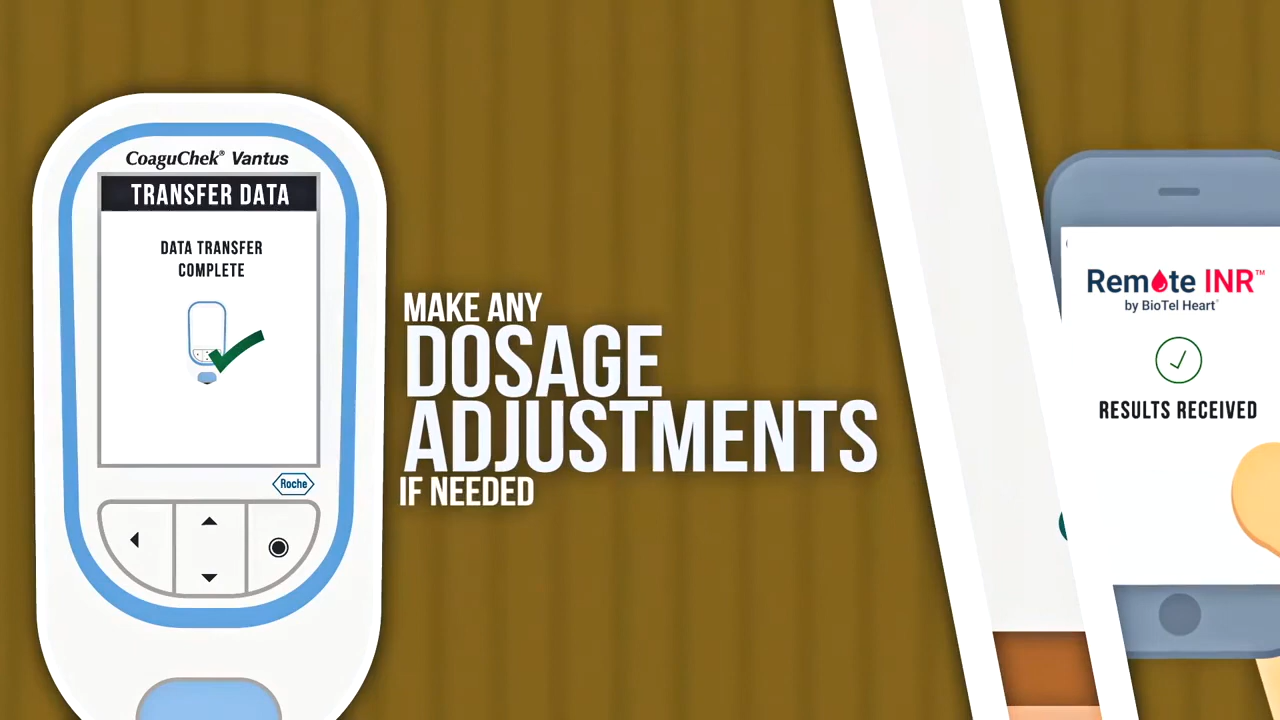 CoaguChek® Vantus
TRANSFER DATA
DATA TRANSFER
COMPLETE
Roche
MAKE ANY
DOSAGE
ADJUSTMENTS
IF NEEDED
Remote INR™
by BioTel Heart®
RESULTS RECEIVED